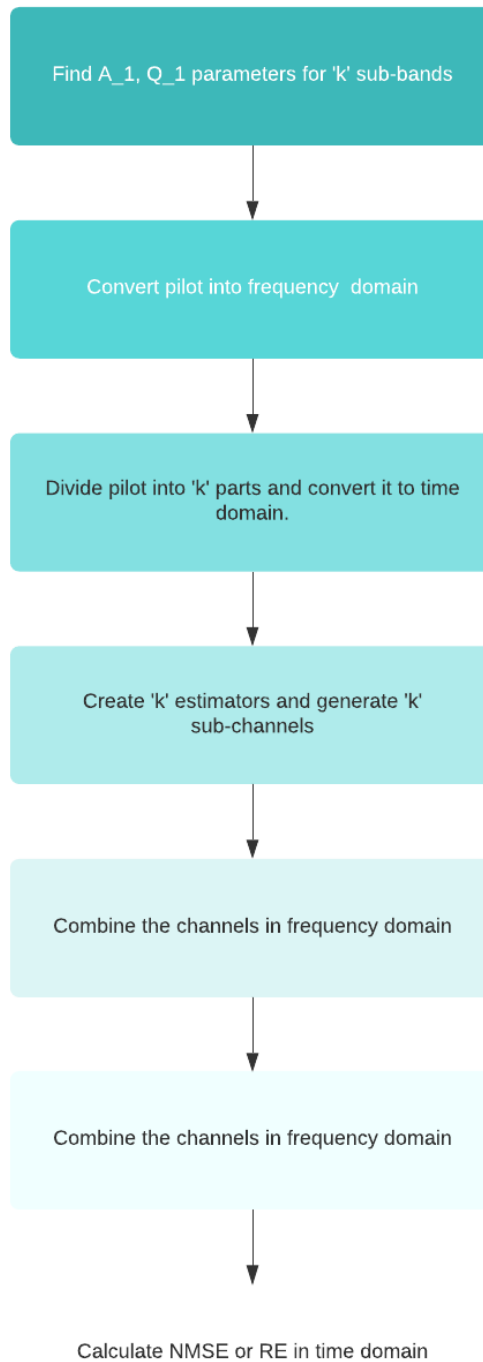 Find A_1, Q_1 parameters for 'k' sub-bands
Convert pilot into frequency  domain
Divide pilot into 'k' parts and convert it to time
domain.
Create 'k' estimators and generate 'k'
sub-channels
Combine the channels in frequency domain
Combine the channels in frequency domain
Calculate NMSE or RE in time domain